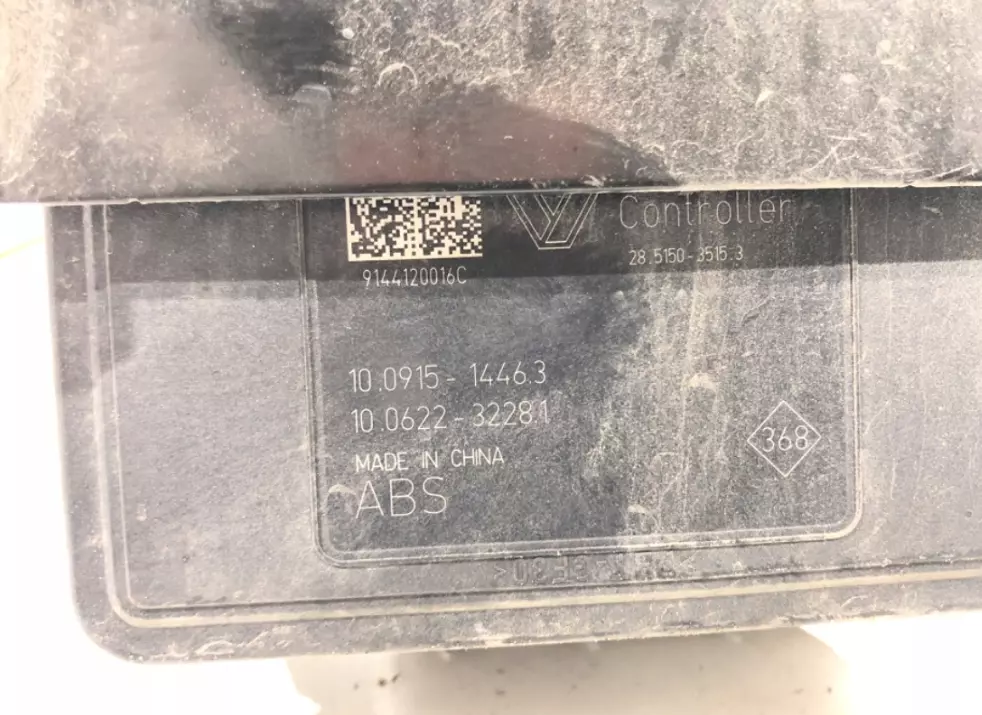 Controller
28.5150-3515.3
9144120016C
10.0915-1446.3
10.0622-3228.1
MADE IN CHINA
368
ABS